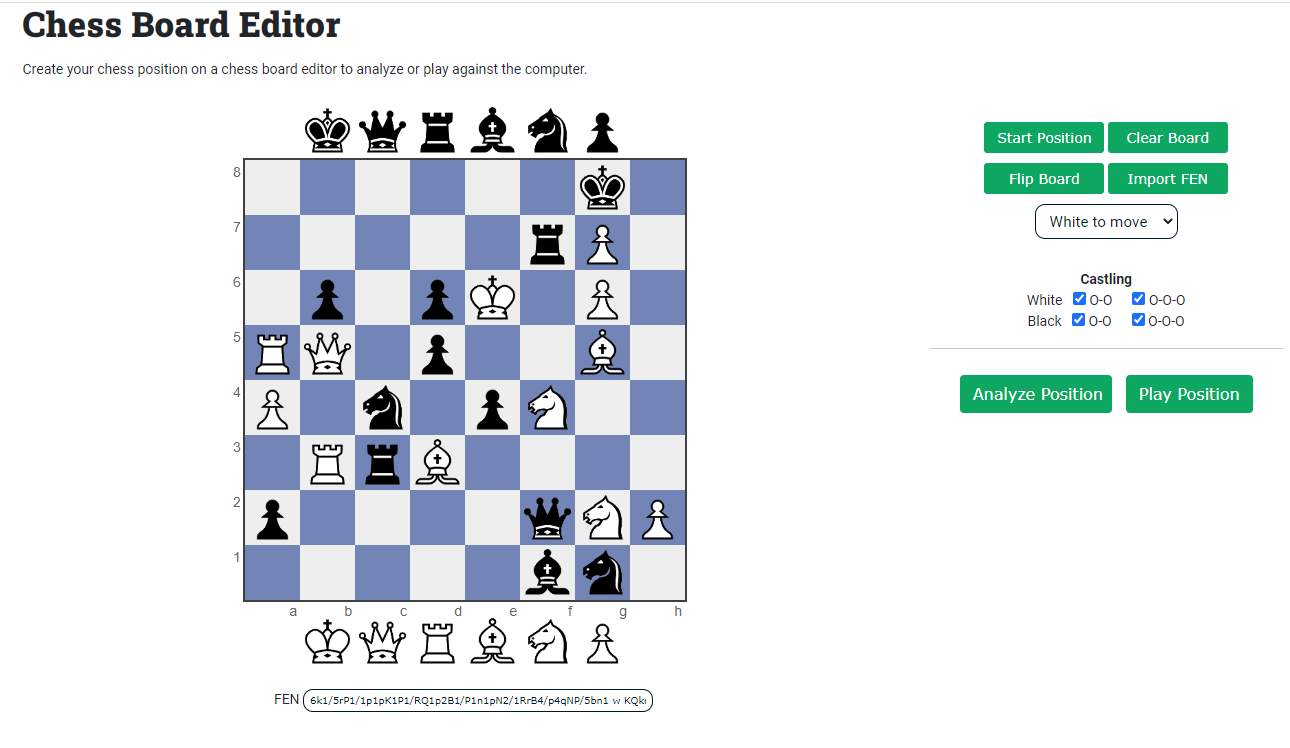 Chess Board Editor
Create your chess position on a chess board editor to analyze or play against the computer.
Start Position Clear Board
Flip Board Import FEN
White to move
Castling
White O-O O-O-O
Black O-O O-O-O
Analyze Position Play Position
8
7
6
5
4
3
2
1
a b c d e f g h
FEN 6k1/5rP1/1p1pK1P1/RQ1p2B1/P1n1pN2/1RrB4/p4qNP/5bn1 w KQk